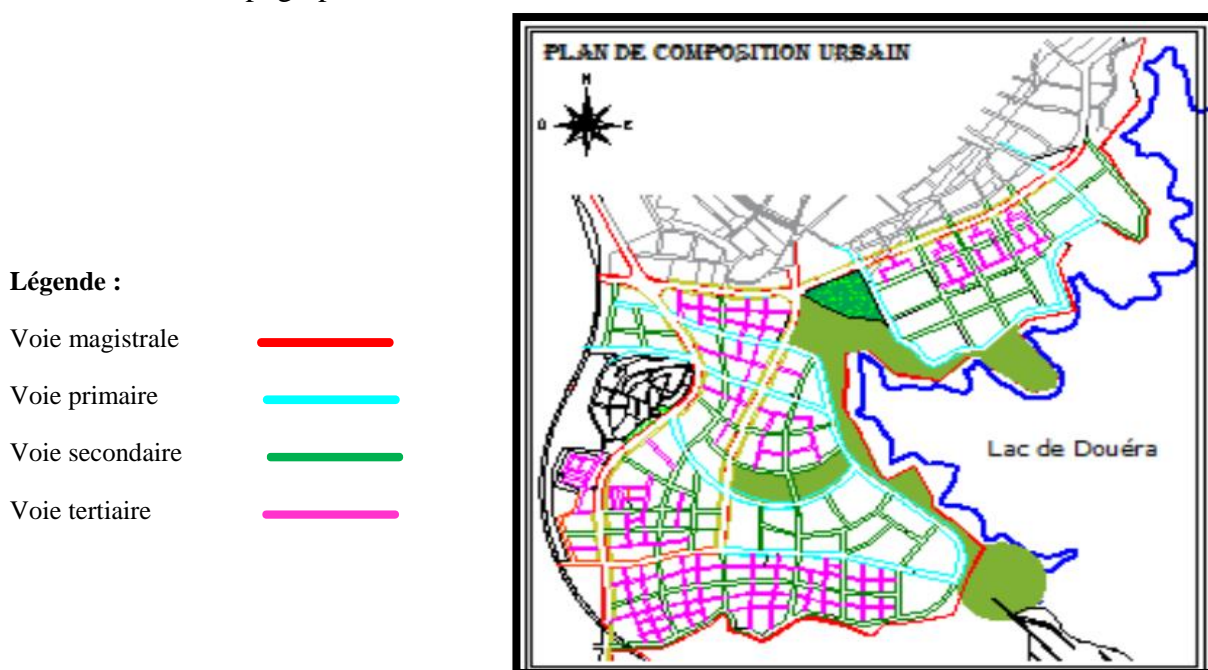 PLAN DE COMPOSITION URBAIN
N
O
E
Légende :
Voie magistrale
Voie primaire
Voie secondaire
Voie tertiaire
Lac de Douéra